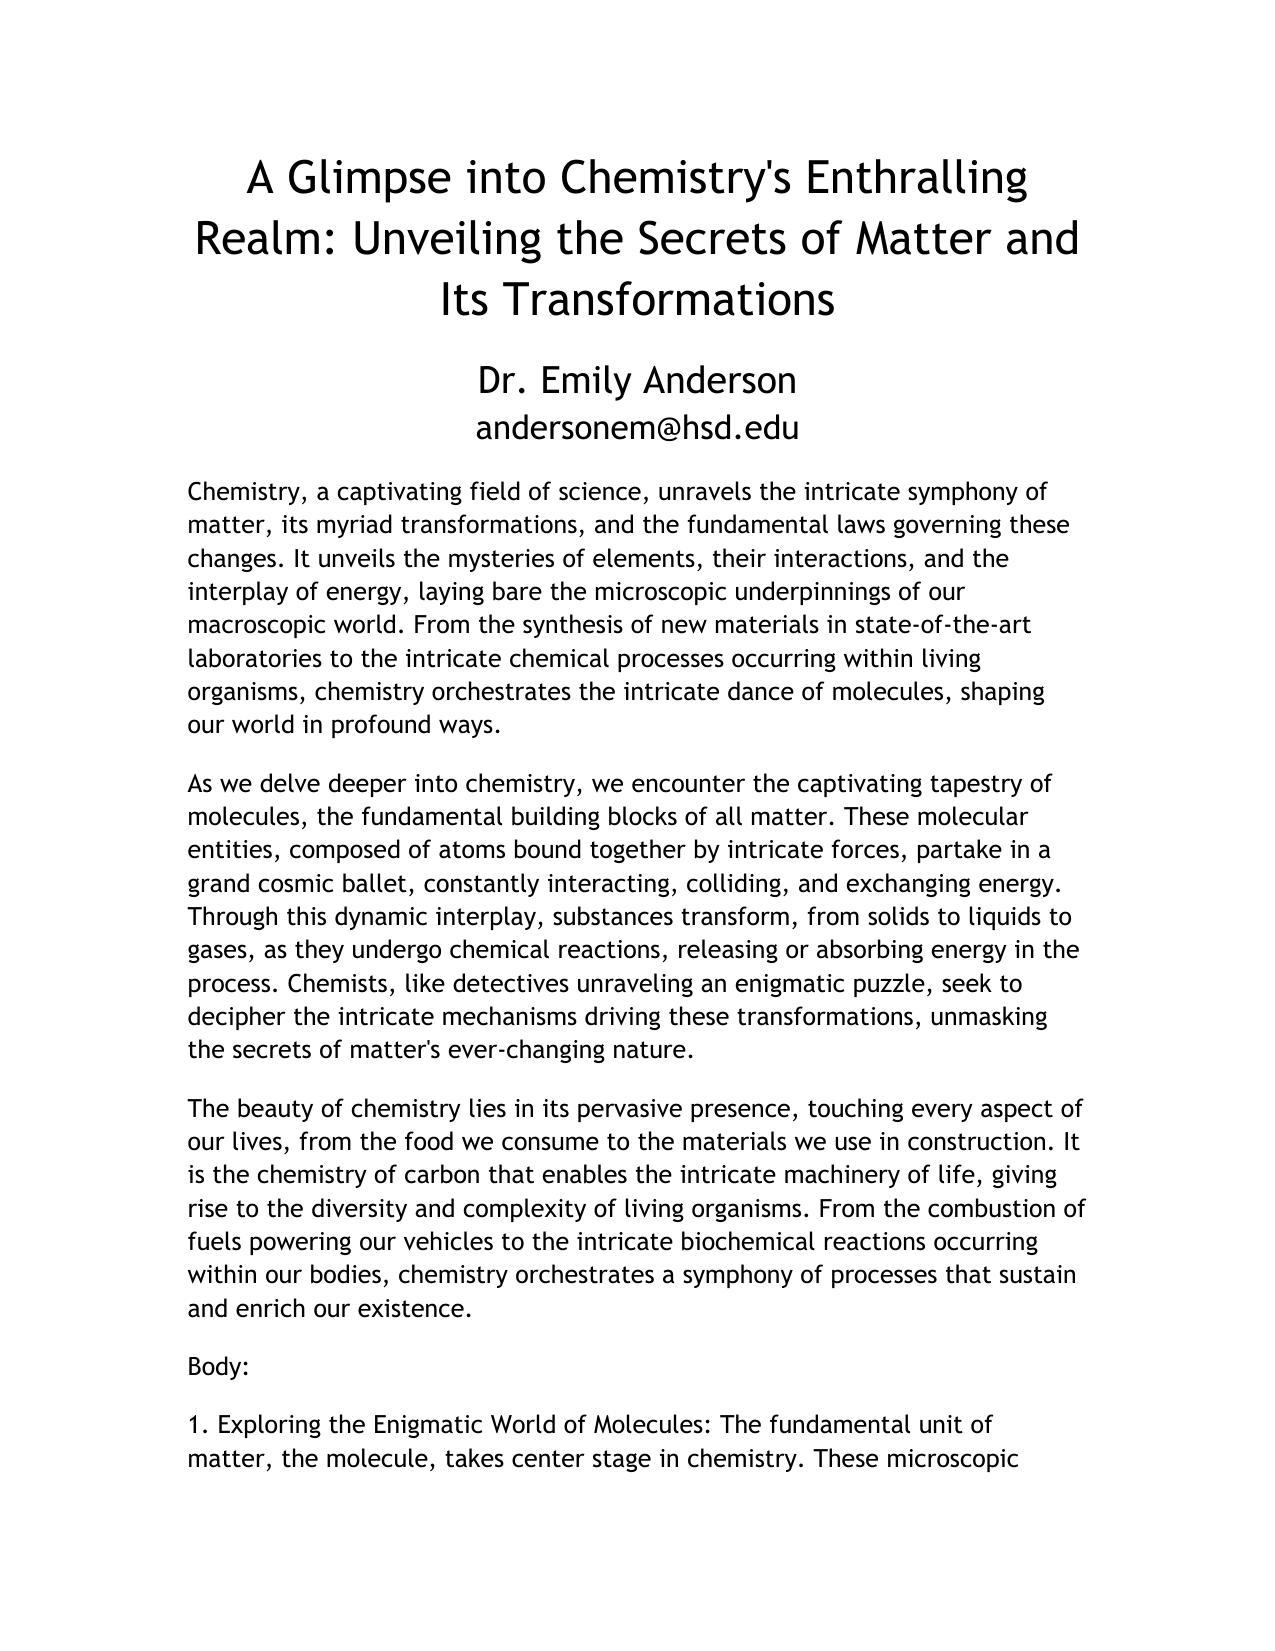 A Glimpse into Chemistry's Enthralling
Realm: Unveiling the Secrets of Matter and
Its Transformations
Dr. Emily Anderson
andersonem@hsd.edu
Chemistry, a captivating field of science, unravels the intricate symphony of
matter, its myriad transformations, and the fundamental laws governing these
changes. It unveils the mysteries of elements, their interactions, and the
interplay of energy, laying bare the microscopic underpinnings of our
macroscopic world. From the synthesis of new materials in state-of-the-art
laboratories to the intricate chemical processes occurring within living
organisms, chemistry orchestrates the intricate dance of molecules, shaping
our world in profound ways.
As we delve deeper into chemistry, we encounter the captivating tapestry of
molecules, the fundamental building blocks of all matter. These molecular
entities, composed of atoms bound together by intricate forces, partake in a
grand cosmic ballet, constantly interacting, colliding, and exchanging energy.
Through this dynamic interplay, substances transform, from solids to liquids to
gases, as they undergo chemical reactions, releasing or absorbing energy in the
process. Chemists, like detectives unraveling an enigmatic puzzle, seek to
decipher the intricate mechanisms driving these transformations, unmasking
the secrets of matter's ever-changing nature.
The beauty of chemistry lies in its pervasive presence, touching every aspect of
our lives, from the food we consume to the materials we use in construction. It
is the chemistry of carbon that enables the intricate machinery of life, giving
rise to the diversity and complexity of living organisms. From the combustion of
fuels powering our vehicles to the intricate biochemical reactions occurring
within our bodies, chemistry orchestrates a symphony of processes that sustain
and enrich our existence.
Body:
1. Exploring the Enigmatic World of Molecules: The fundamental unit of
matter, the molecule, takes center stage in chemistry. These microscopic